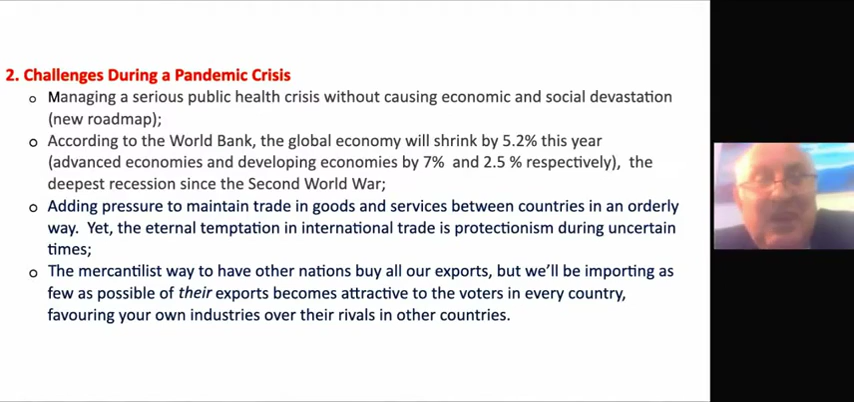 2. Challenges During a Pandemic Crisis
o Managing a serious public health crisis without causing economic and social devastation
(new roadmap);
o According to the World Bank, the global economy will shrink by 5.2% this year
(advanced economies and developing economies by 7% and 2.5 % respectively), the
deepest recession since the Second World War;
o Adding pressure to maintain trade in goods and services between countries in an orderly
way. Yet, the eternal temptation in international trade is protectionism during uncertain
times;
o The mercantilist way to have other nations buy all our exports, but we’ll be importing as
few as possible of their exports becomes attractive to the voters in every country,
favouring your own industries over their rivals in other countries.